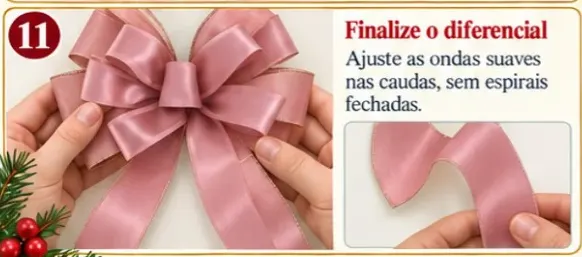 11
Finalize o diferencial
Ajuste as ondas suaves
nas caudas, sem espirais
fechadas.